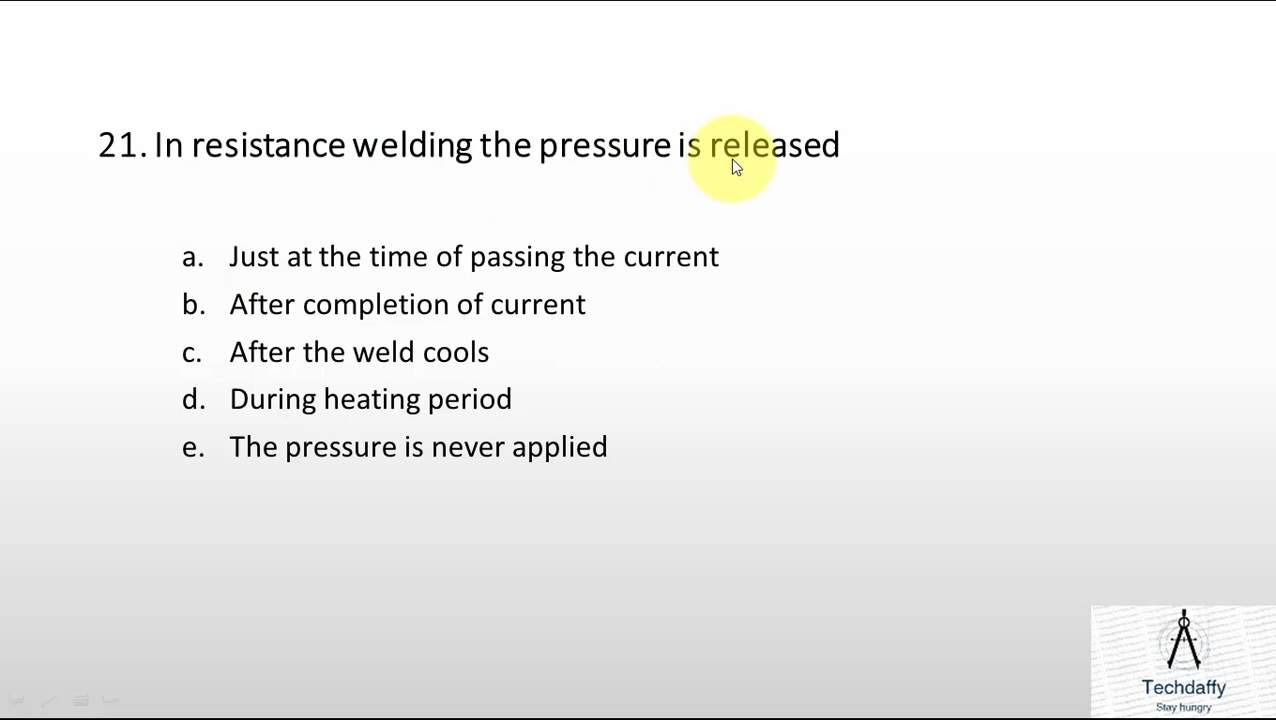 21. In resistance welding the pressure is released
a. Just at the time of passing the current
b. After completion of current
c. After the weld cools
d. During heating period
e. The pressure is never applied
Techdaffy
Stay hungry